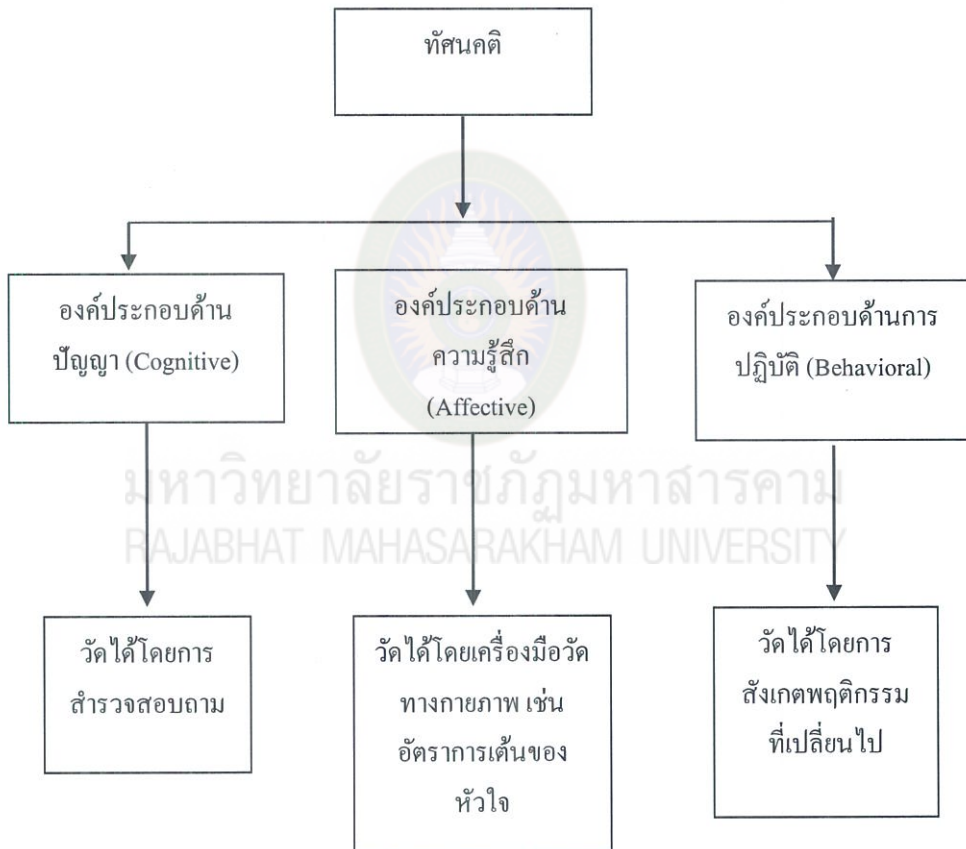 ทัศนคติ
องค์ประกอบด้าน
ปัญญา (Cognitive)
องค์ประกอบด้าน
ความรู้สึก
(Affective)
องค์ประกอบด้านการ
ปฏิบัติ (Behavioral)
มหาวิทยาลัยราชภัฏมหาสารคาม
RAJABHAT MAHASARAKHAM UNIVERSITY
วัดได้โดยการ
สำรวจสอบถาม
วัดได้โดยเครื่องมือวัด
ทางกายภาพ เช่น
อัตราการเต้นของ
หัวใจ
วัดได้โดยการ
สังเกตพฤติกรรม
ที่เปลี่ยนไป